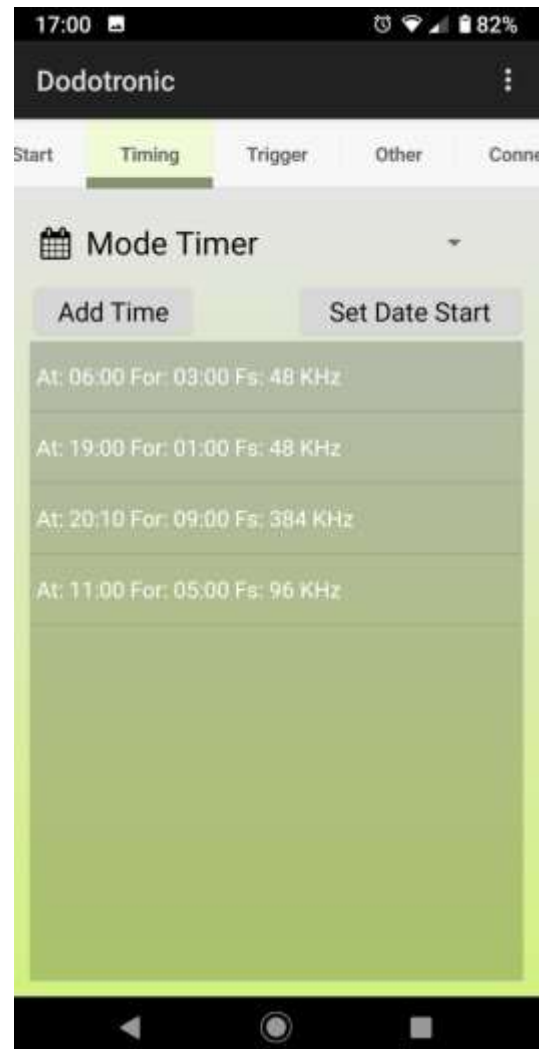 17:00 82%
Dodotronic
Start Timing Trigger Other Conne
Mode Timer
Add Time Set Date Start
At: 06:00 For: 03:00 Fs: 48 KHz
At: 19:00 For: 01:00 Fs: 48 KHz
At: 20:10 For: 09:00 Fs: 384 KHz
At: 11:00 For: 05:00 Fs: 96 KHz